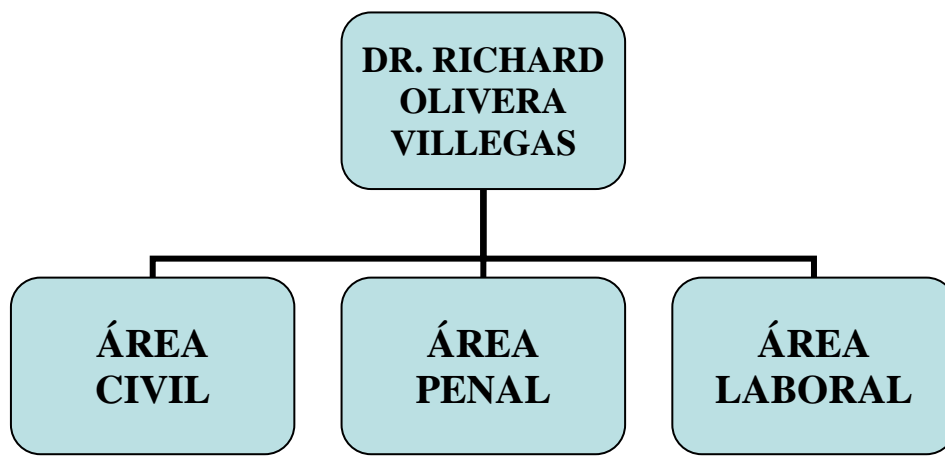 DR. RICHARD
OLIVERA
VILLEGAS
ÁREA
CIVIL
ÁREA
PENAL
ÁREA
LABORAL